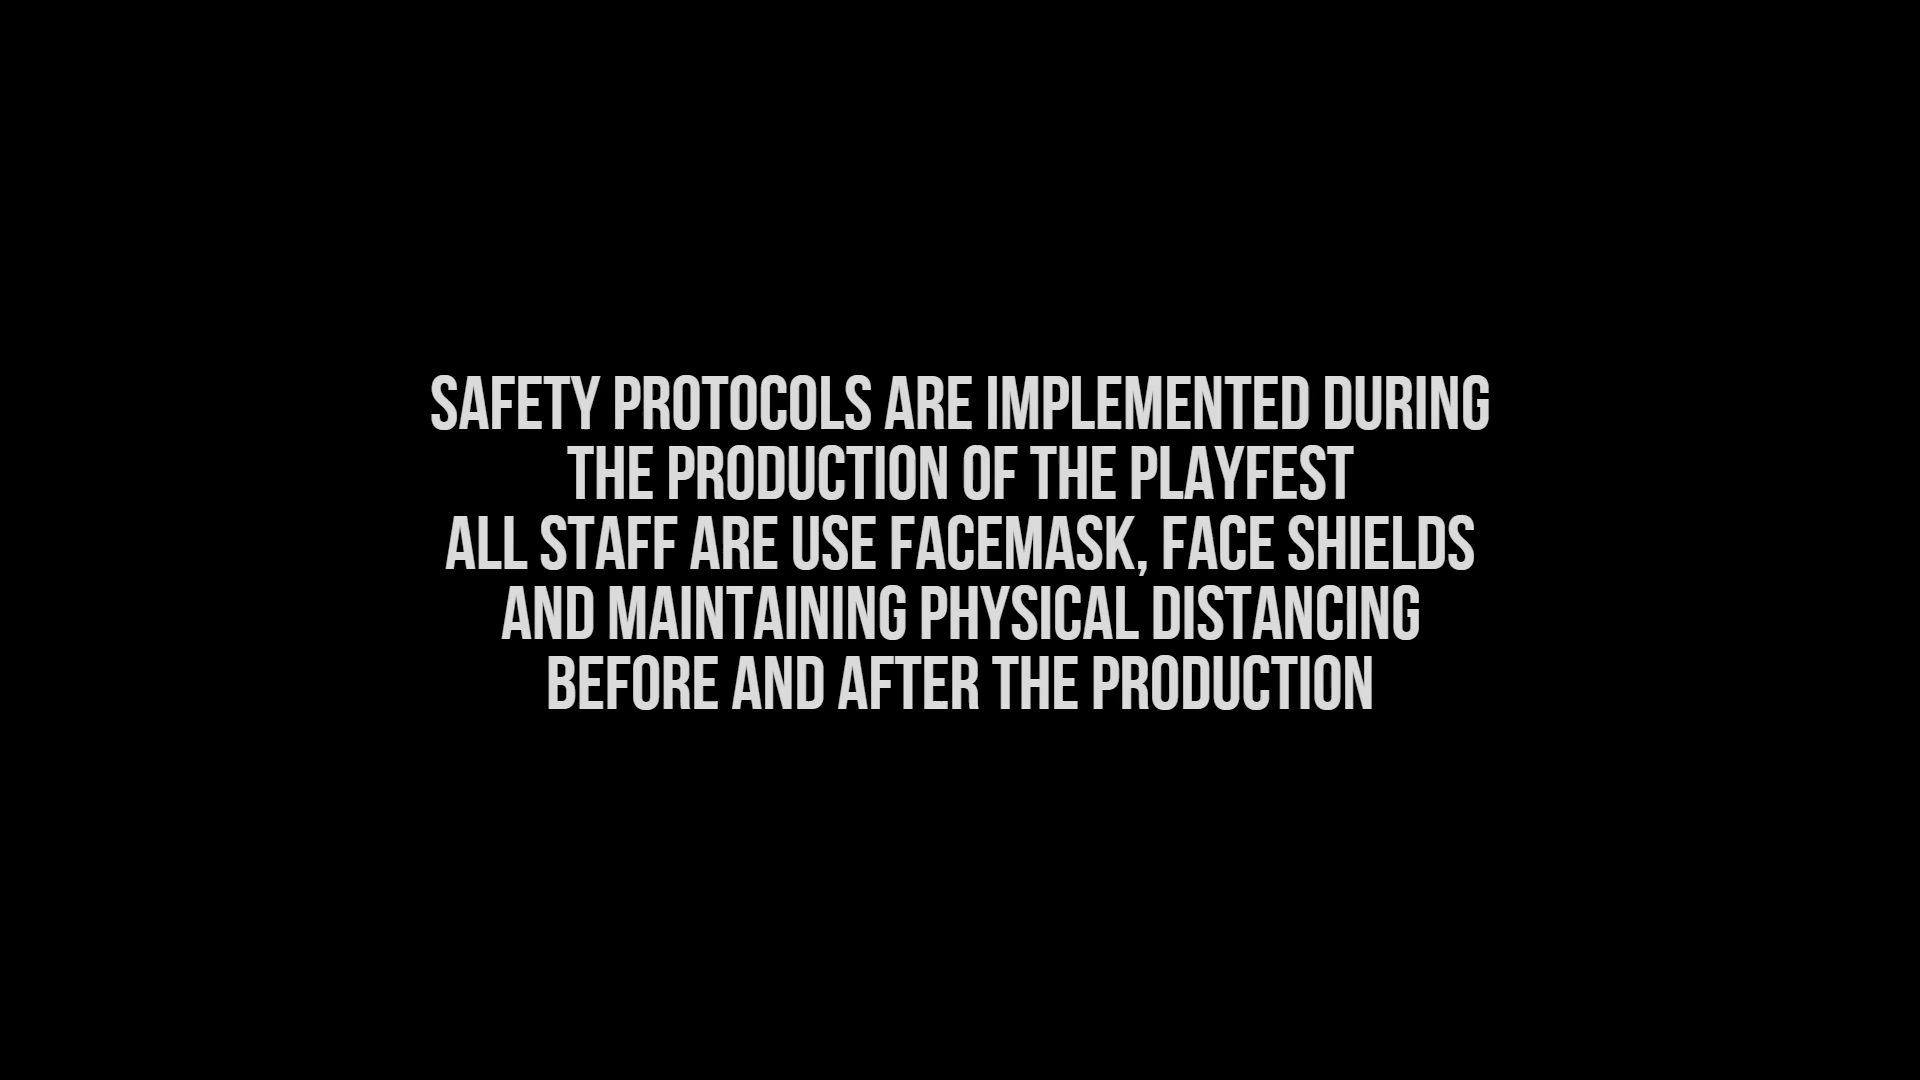 SAFETY PROTOCOLS ARE IMPLEMENTED DURING
THE PRODUCTION OF THE PLAYFEST
ALL STAFF ARE USE FACEMASK, FACE SHIELDS
AND MAINTAINING PHYSICAL DISTANCING
BEFORE AND AFTER THE PRODUCTION